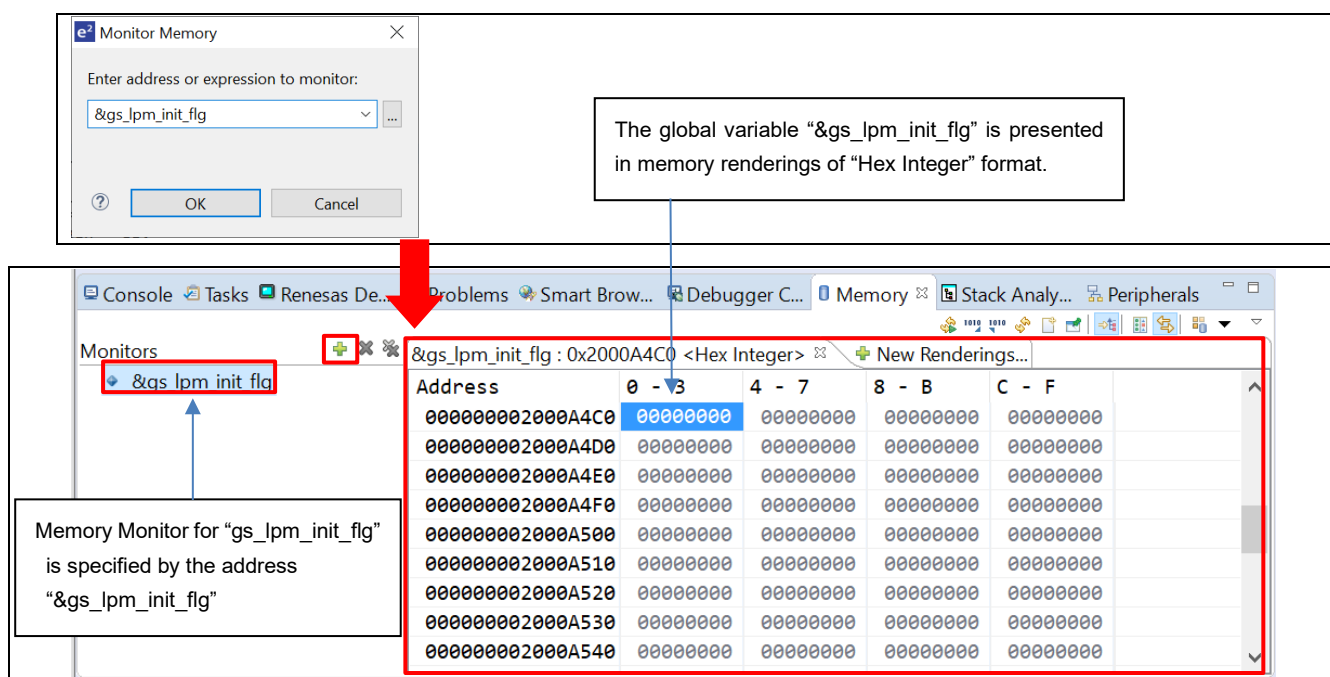 e² Monitor Memory
Enter address or expression to monitor:
&gs_lpm_init_flg
...
OK Cancel
The global variable “&gs_lpm_init_flg” is presented
in memory renderings of “Hex Integer” format.
Console Tasks Renesas De... Problems Smart Brow... Debugger C... Memory Stack Analy... Peripherals
Monitors
&gs_lpm_init_flg : 0x2000A4C0 <Hex Integer> New Renderings...
&gs_lpm_init_flg
Address 0 - 3 4 - 7 8 - B C - F
000000002000A4C0 00000000 00000000 00000000 00000000
000000002000A4D0 00000000 00000000 00000000 00000000
000000002000A4E0 00000000 00000000 00000000 00000000
000000002000A4F0 00000000 00000000 00000000 00000000
000000002000A500 00000000 00000000 00000000 00000000
000000002000A510 00000000 00000000 00000000 00000000
000000002000A520 00000000 00000000 00000000 00000000
000000002000A530 00000000 00000000 00000000 00000000
000000002000A540 00000000 00000000 00000000 00000000
Memory Monitor for “gs_lpm_init_flg”
is specified by the address
“&gs_lpm_init_flg”